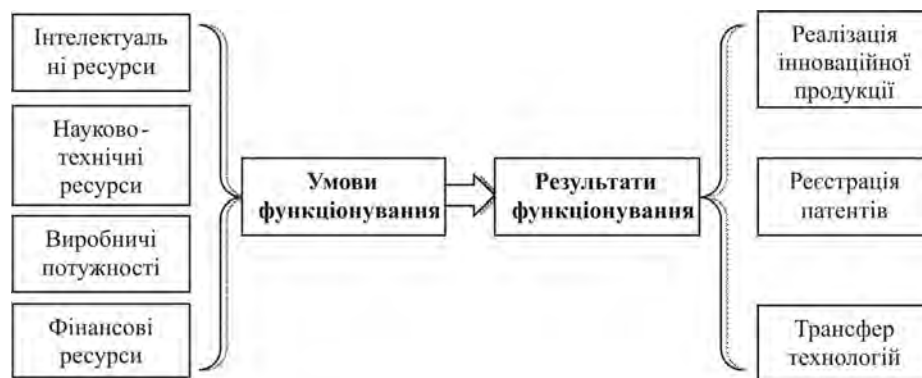 Інтелектуаль
ні ресурси
Науково-
технічні
ресурси
Виробничі
потужності
Фінансові
ресурси
Умови
функціонування
Результати
функціонування
Реалізація
інноваційної
продукції
Реєстрація
патентів
Трансфер
технологій